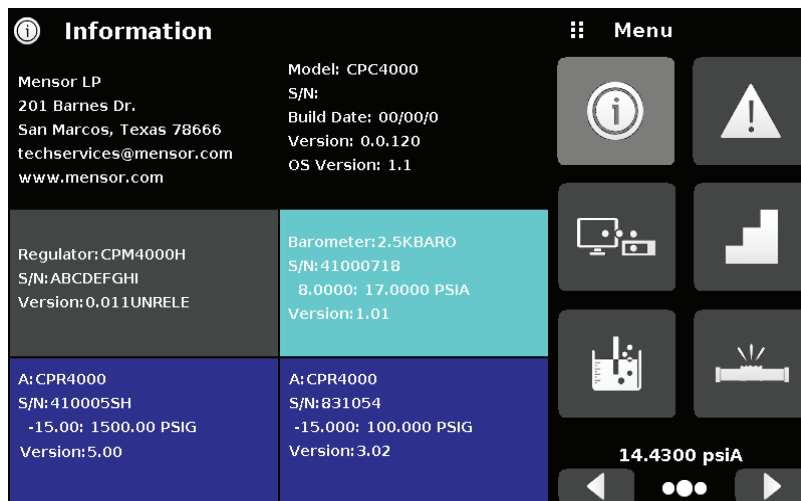 Information
Mensor LP
201 Barnes Dr.
San Marcos, Texas 78666
techservices@mensor.com
www.mensor.com
Model: CPC4000
S/N:
Build Date: 00/00/0
Version: 0.0.120
OS Version: 1.1
Regulator:CPM4000H
S/N:ABCDEFGHI
Version:0.011UNRELE
Barometer:2.5KBARO
S/N:41000718
8.0000: 17.0000 PSIA
Version:1.01
A:CPR4000
S/N:410005SH
-15.00: 1500.00 PSIG
Version:5.00
A:CPR4000
S/N:831054
-15.000: 100.000 PSIG
Version:3.02
Menu
14.4300 psiA